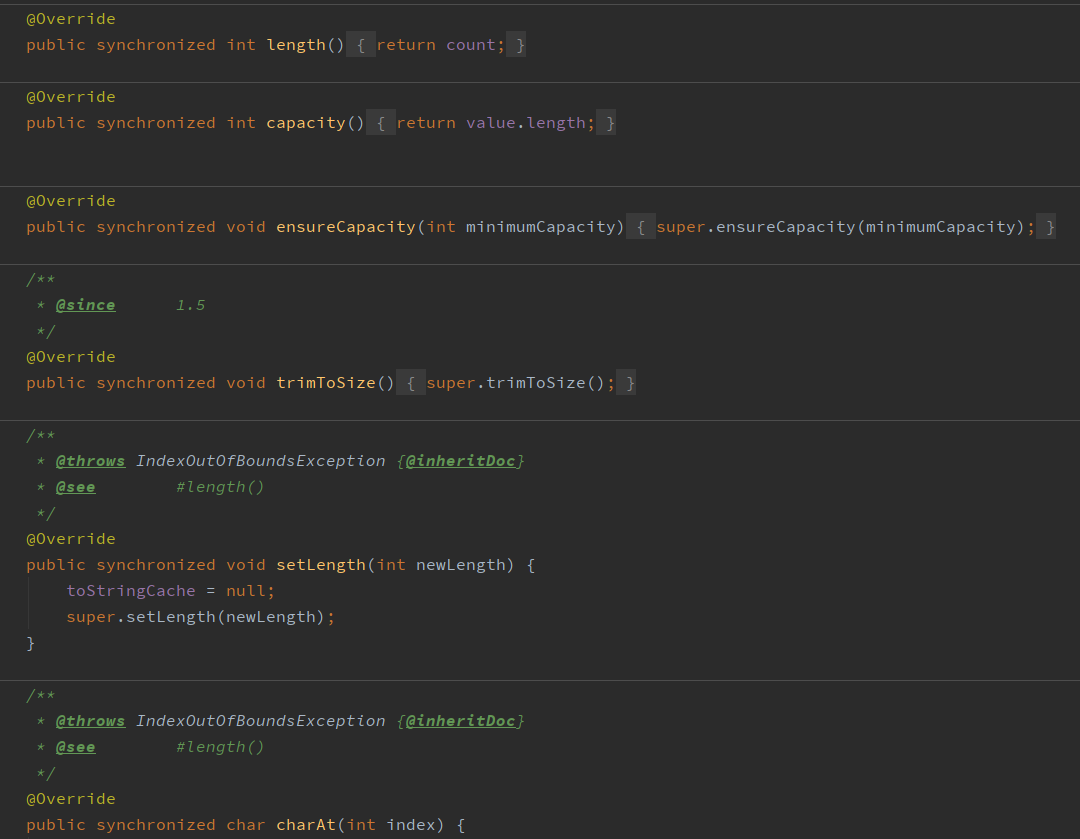 @Override
public synchronized int length() { return count; }
@Override
public synchronized int capacity() { return value.length; }
@Override
public synchronized void ensureCapacity(int minimumCapacity) { super.ensureCapacity(minimumCapacity); }
/**
 * @since      1.5
 */
@Override
public synchronized void trimToSize() { super.trimToSize(); }
/**
 * @throws IndexOutOfBoundsException {@inheritDoc}
 * @see        #length()
 */
@Override
public synchronized void setLength(int newLength) {
    toStringCache = null;
    super.setLength(newLength);
}
/**
 * @throws IndexOutOfBoundsException {@inheritDoc}
 * @see        #length()
 */
@Override
public synchronized char charAt(int index) {